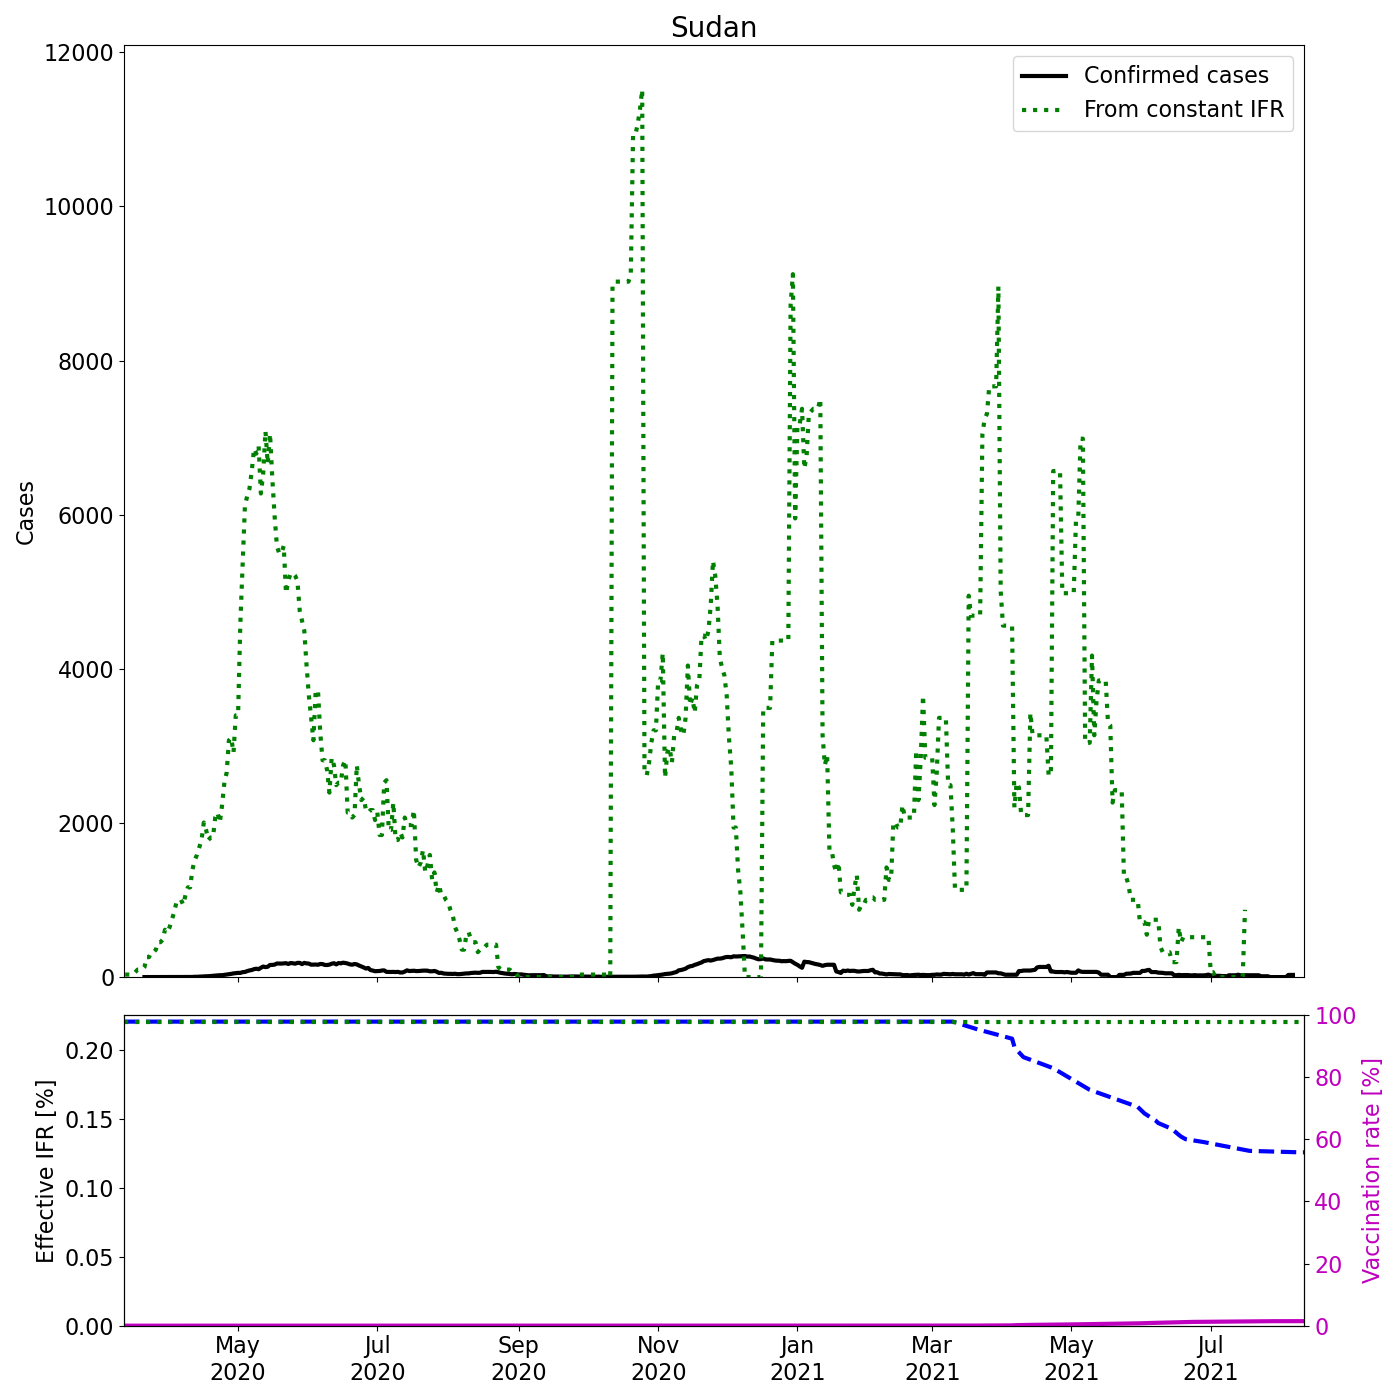 Sudan
12000
10000
8000
6000
4000
2000
0
Cases
Confirmed cases
From constant IFR
0.20
0.15
0.10
0.05
0.00
Effective IFR [%]
100
80
60
40
20
0
Vaccination rate [%]
May Jul Sep Nov Jan Mar May Jul
2020 2020 2020 2020 2021 2021 2021 2021